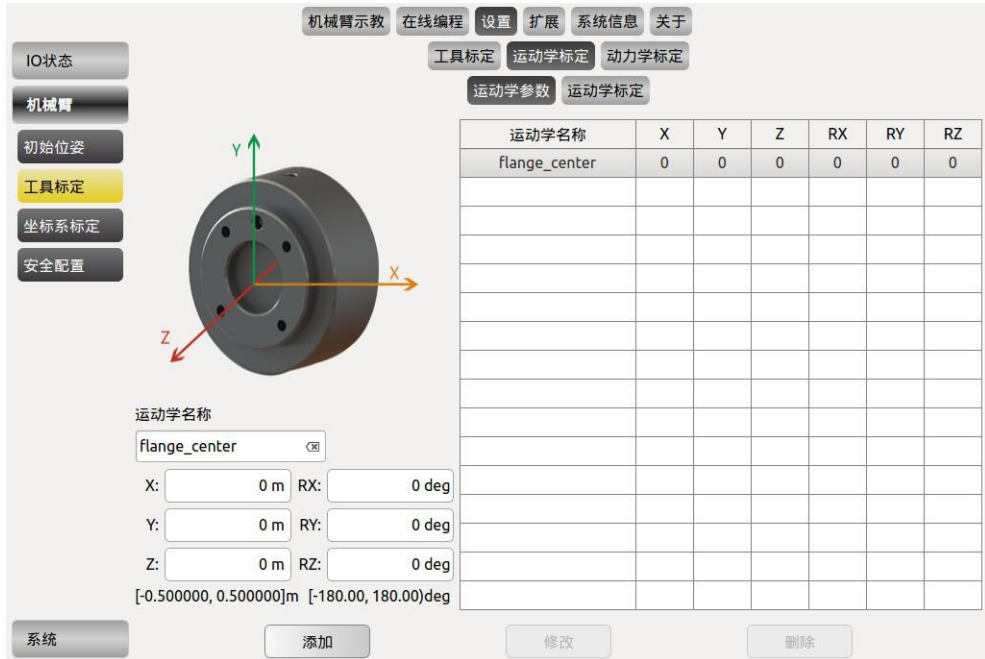 机械臂示教 在线编程 设置 扩展 系统信息 关于
IO状态
工具标定 运动学标定 动力学标定
机械臂
运动学参数 运动学标定
初始位姿
工具标定
坐标系标定
安全配置
Y
X
Z
运动学名称 X Y Z RX RY RZ
flange_center 0 0 0 0 0 0
运动学名称
flange_center
X: 0 m RX: 0 deg
Y: 0 m RY: 0 deg
Z: 0 m RZ: 0 deg
[-0.500000, 0.500000]m [-180.00, 180.00)deg
系统
添加 修改 删除